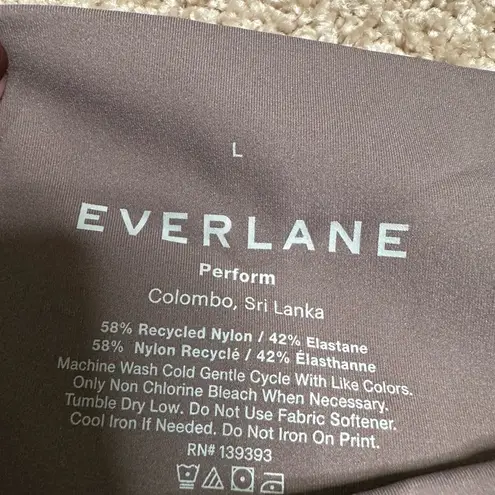 L
EVERLANE
Perform
Colombo, Sri Lanka
58% Recycled Nylon / 42% Elastane
58% Nylon Recyclé / 42% Élasthanne
Machine Wash Cold Gentle Cycle With Like Colors.
Only Non Chlorine Bleach When Necessary.
Tumble Dry Low. Do Not Use Fabric Softener.
Cool Iron If Needed. Do Not Iron On Print.
RN# 139393